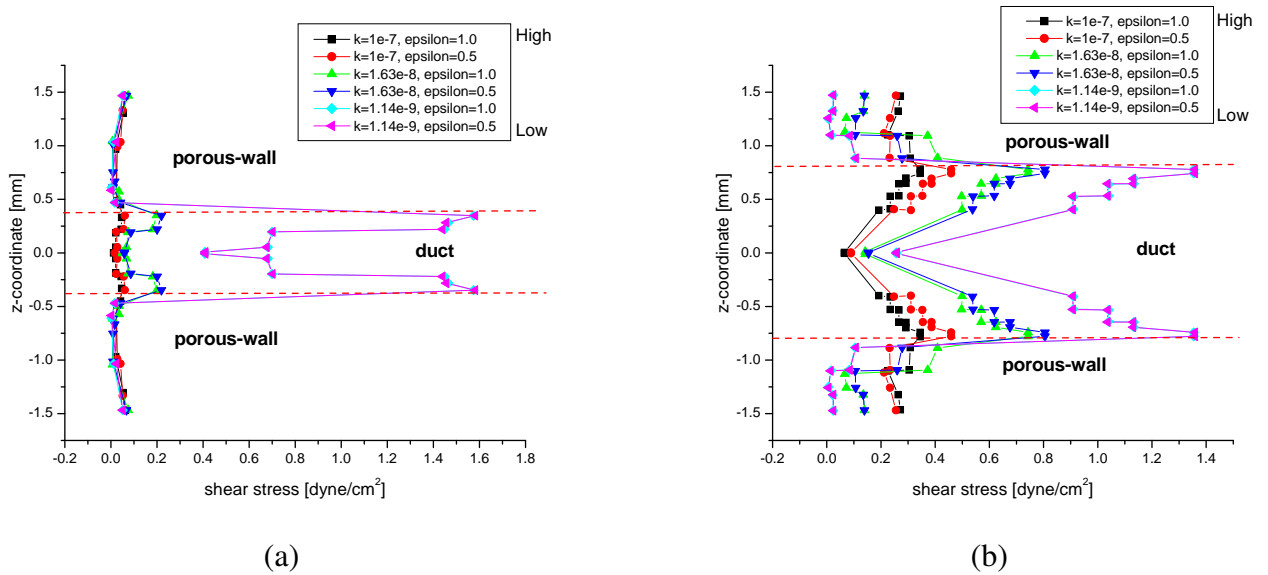 k=1e-7, epsilon=1.0
k=1e-7, epsilon=0.5
k=1.63e-8, epsilon=1.0
k=1.63e-8, epsilon=0.5
k=1.14e-9, epsilon=1.0
k=1.14e-9, epsilon=0.5
High
Low
1.5
1.0
0.5
0.0
-0.5
-1.0
-1.5
z-coordinate [mm]
porous-wall
duct
porous-wall
-0.2 0.0 0.2 0.4 0.6 0.8 1.0 1.2 1.4 1.6 1.8
shear stress [dyne/cm²]
(a)
k=1e-7, epsilon=1.0
k=1e-7, epsilon=0.5
k=1.63e-8, epsilon=1.0
k=1.63e-8, epsilon=0.5
k=1.14e-9, epsilon=1.0
k=1.14e-9, epsilon=0.5
High
Low
1.5
1.0
0.5
0.0
-0.5
-1.0
-1.5
z-coordinate [mm]
porous-wall
duct
porous-wall
-0.2 0.0 0.2 0.4 0.6 0.8 1.0 1.2 1.4
shear stress [dyne/cm²]
(b)